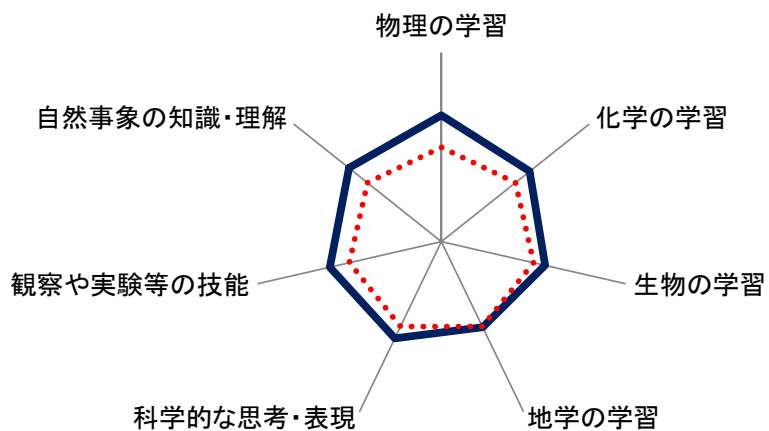 物理の学習
自然事象の知識・理解
化学の学習
観察や実験等の技能
生物の学習
科学的な思考・表現
地学の学習